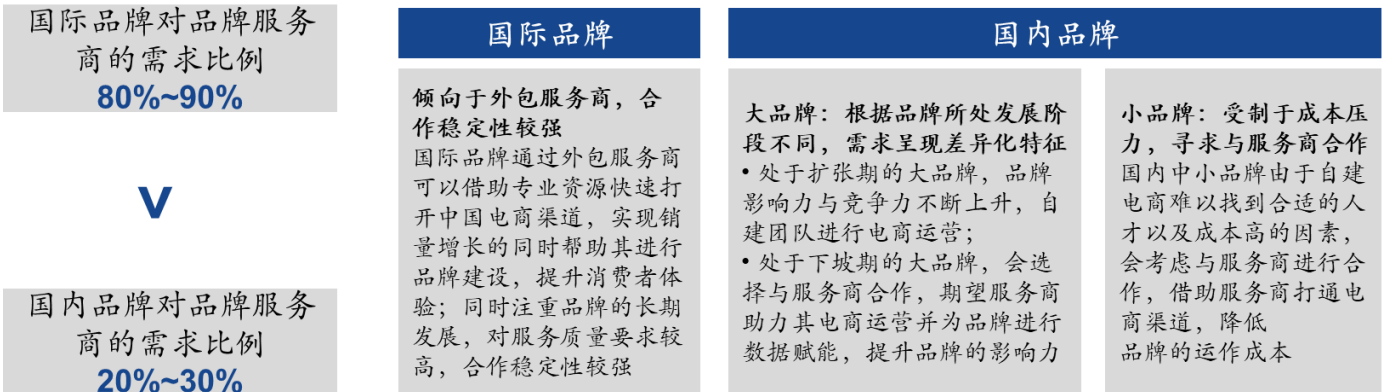 国际品牌对品牌服务
商的需求比例
80%~90%
V
国内品牌对品牌服务
商的需求比例
20%~30%
国际品牌
倾向于外包服务商，合
作稳定性较强
国际品牌通过外包服务商
可以借助专业资源快速打
开中国电商渠道，实现销
量增长的同时帮助其进行
品牌建设，提升消费者体
验；同时注重品牌的长期
发展，对服务质量要求较
高，合作稳定性较强
国内品牌
大品牌：根据品牌所处发展阶
段不同，需求呈现差异化特征
•处于扩张期的大品牌，品牌
影响力与竞争力不断上升，自
建团队进行电商运营；
•处于下坡期的大品牌，会选
择与服务商合作，期望服务商
助力其电商运营并为品牌进行
数据赋能，提升品牌的影响力
小品牌：受制于成本压
力，寻求与服务商合作
国内中小品牌由于自建
电商难以找到合适的人
才以及成本高的因素，
会考虑与服务商进行合
作，借助服务商打通电
商渠道，降低
品牌的运作成本